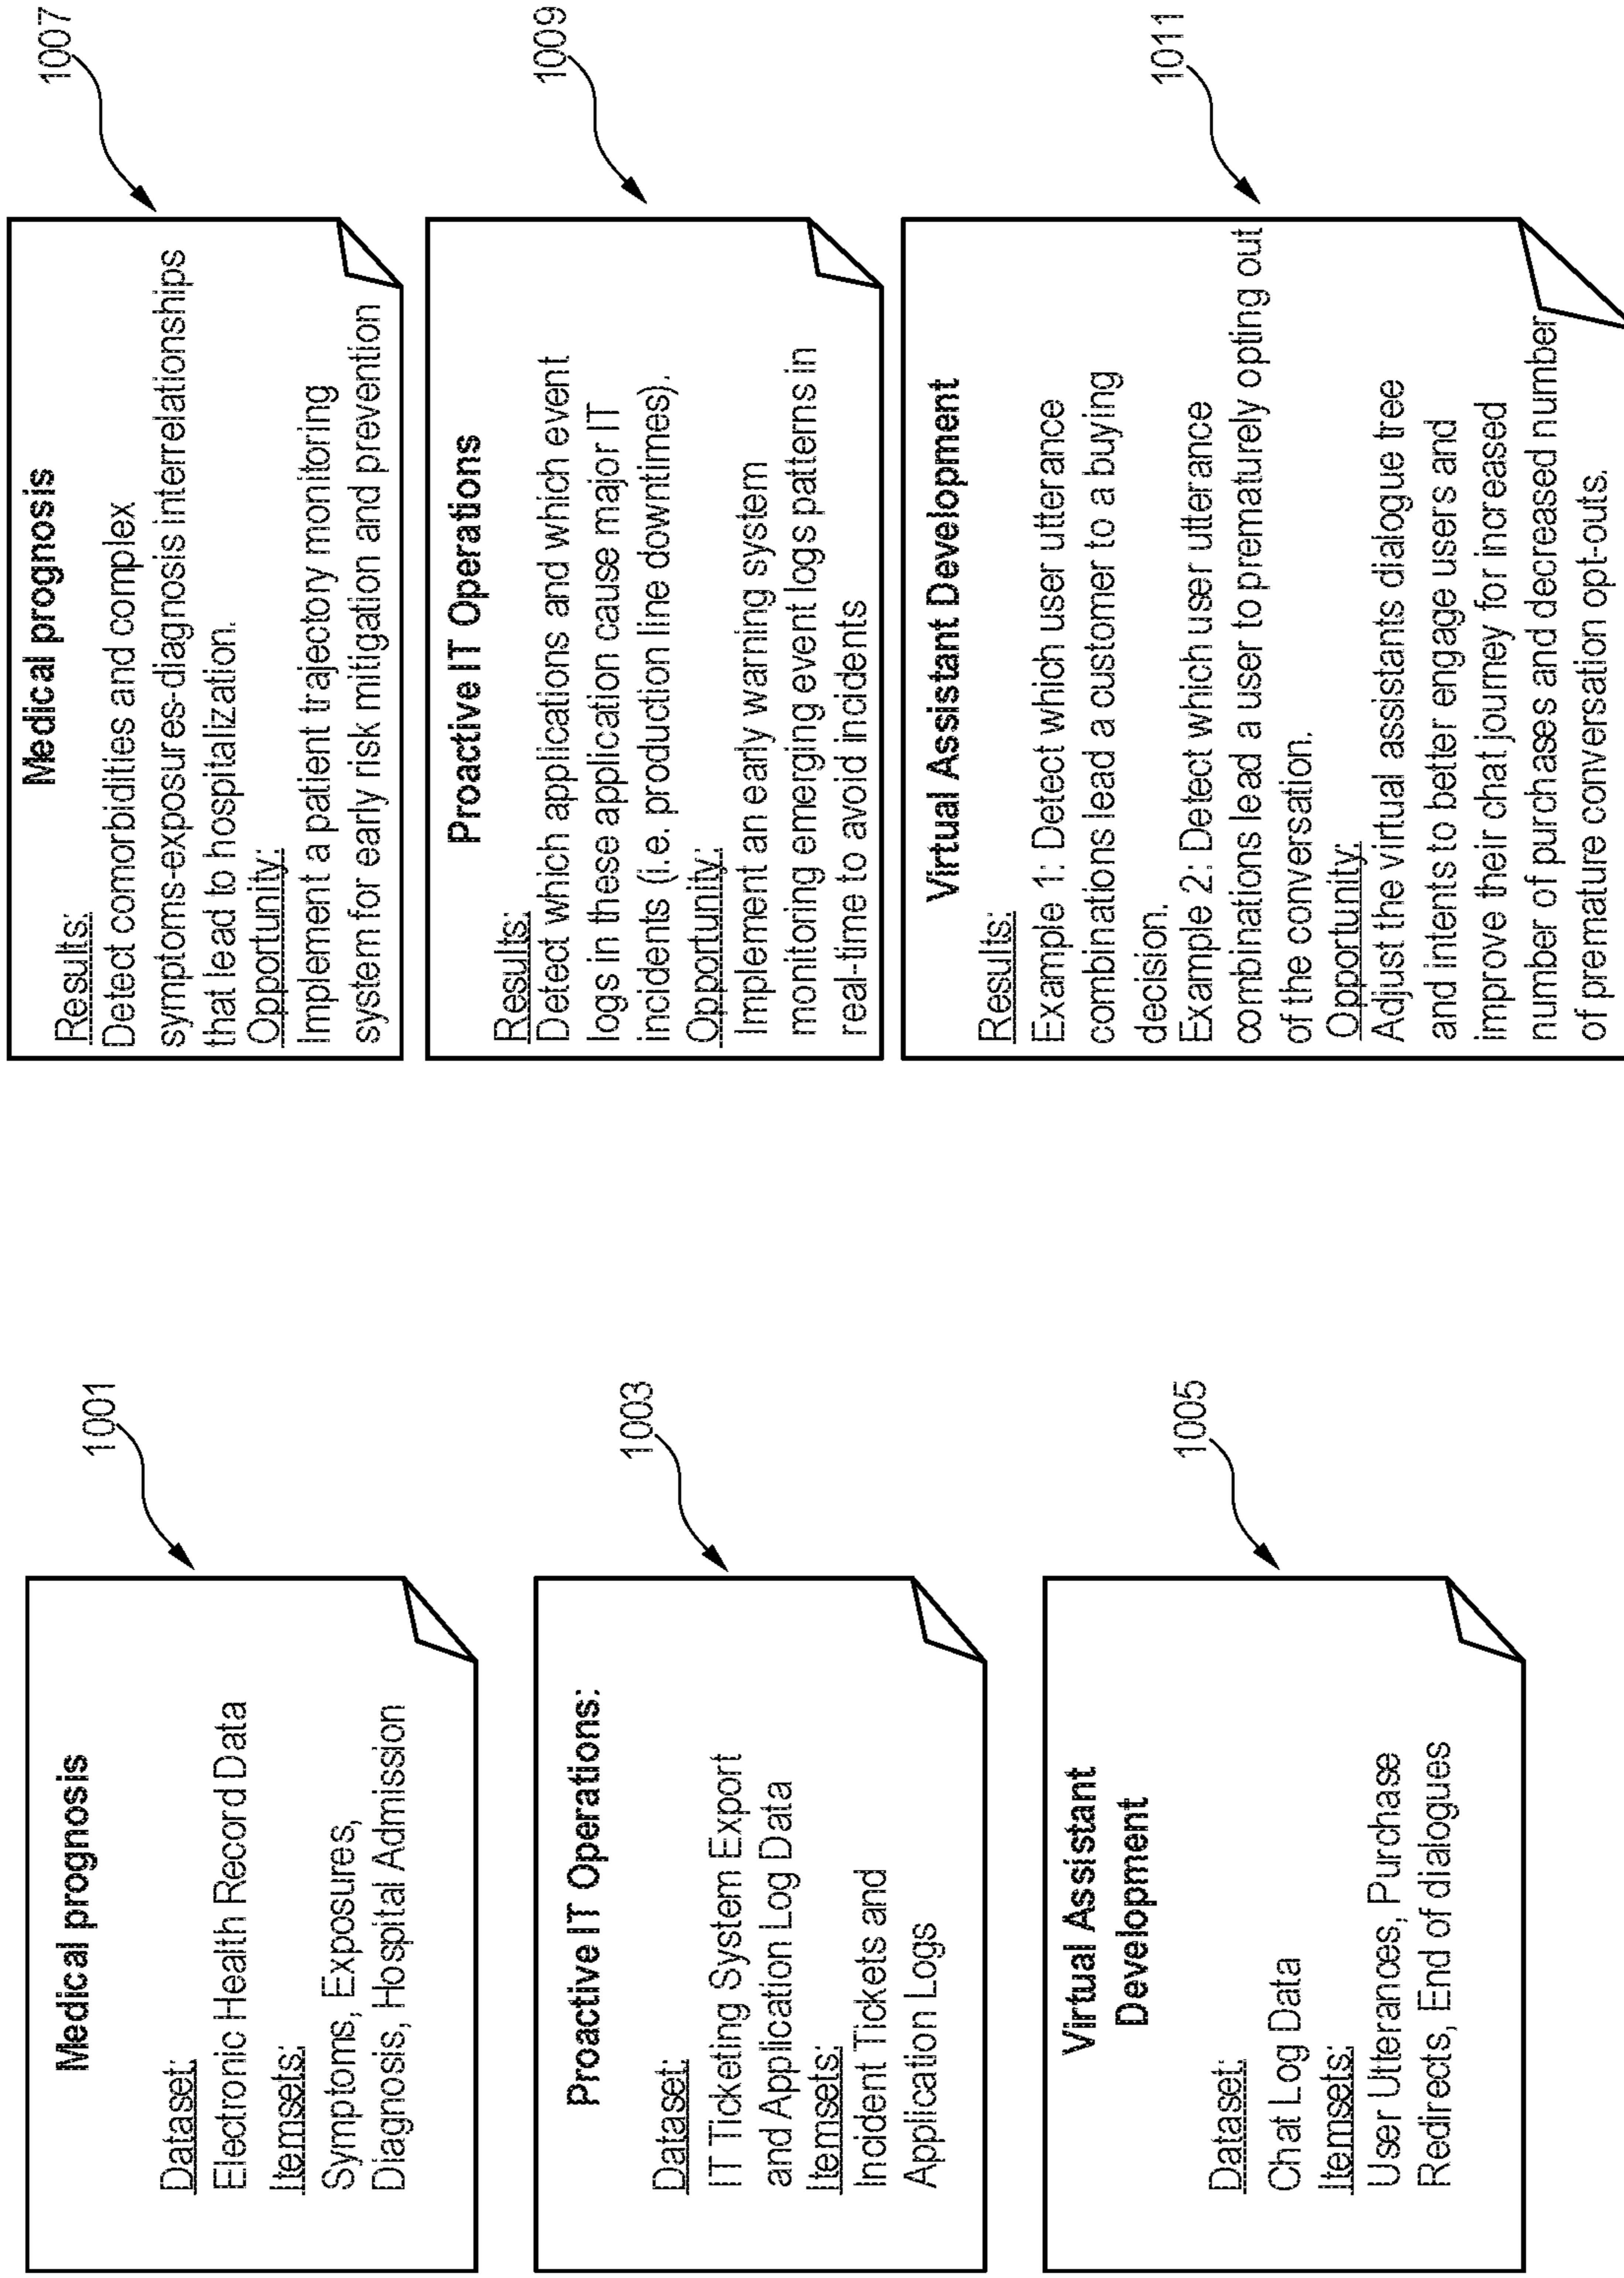 Medical prognosis
Dataset:
Electronic Health Record Data
Itemsets:
Symptoms, Exposures,
Diagnosis, Hospital Admission
1001
Proactive IT Operations:
Dataset:
IT Ticketing System Export
and Application Log Data
Itemsets:
Incident Tickets and
Application Logs
1003
Virtual Assistant
Development
Dataset:
Chat Log Data
Itemsets:
User Utterances, Purchase
Redirects, End of dialogues
1005
Medical prognosis
Results:
Detect comorbidities and complex
symptoms-exposures-diagnosis interrelationships
that lead to hospitalization.
Opportunity:
Implement a patient trajectory monitoring
system for early risk mitigation and prevention
1007
Proactive IT Operations
Results:
Detect which applications and which event
logs in these application cause major IT
incidents (i.e. production line downtimes).
Opportunity:
Implement an early warning system
monitoring emerging event logs patterns in
real-time to avoid incidents
1009
Virtual Assistant Development
Results:
Example 1: Detect which user utterance
combinations lead a customer to a buying
decision.
Example 2: Detect which user utterance
combinations lead a user to prematurely opting out
of the conversation.
Opportunity:
Adjust the virtual assistants dialogue tree
and intents to better engage users and
improve their chat journey for increased
number of purchases and decreased number
of premature conversation opt-outs.
1011